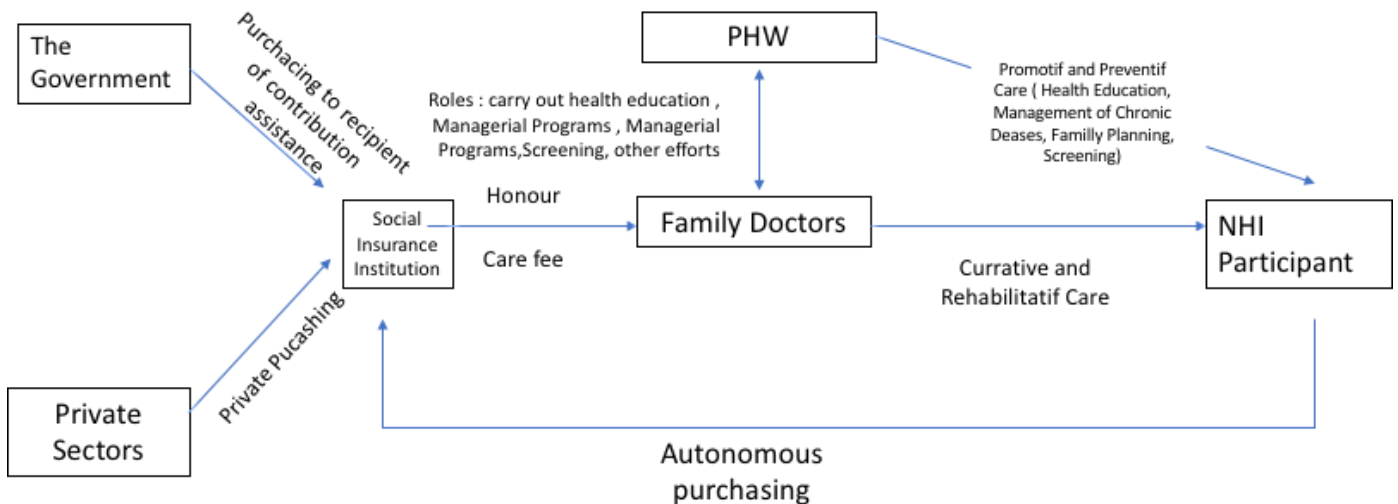 The
Government
Purchacing to recipient
of contribution
assistance
PHW
Roles : carry out health education ,
Managerial Programs , Managerial
Programs,Screening, other efforts
Promotif and Preventif
Care ( Health Education,
Management of Chronic
Deases, Familly Planning,
Screening)
Social
Insurance
Institution
Honour
Care fee
Family Doctors
Currative and
Rehabilitatif Care
NHI
Participant
Private Pucashing
Private
Sectors
Autonomous
purchasing